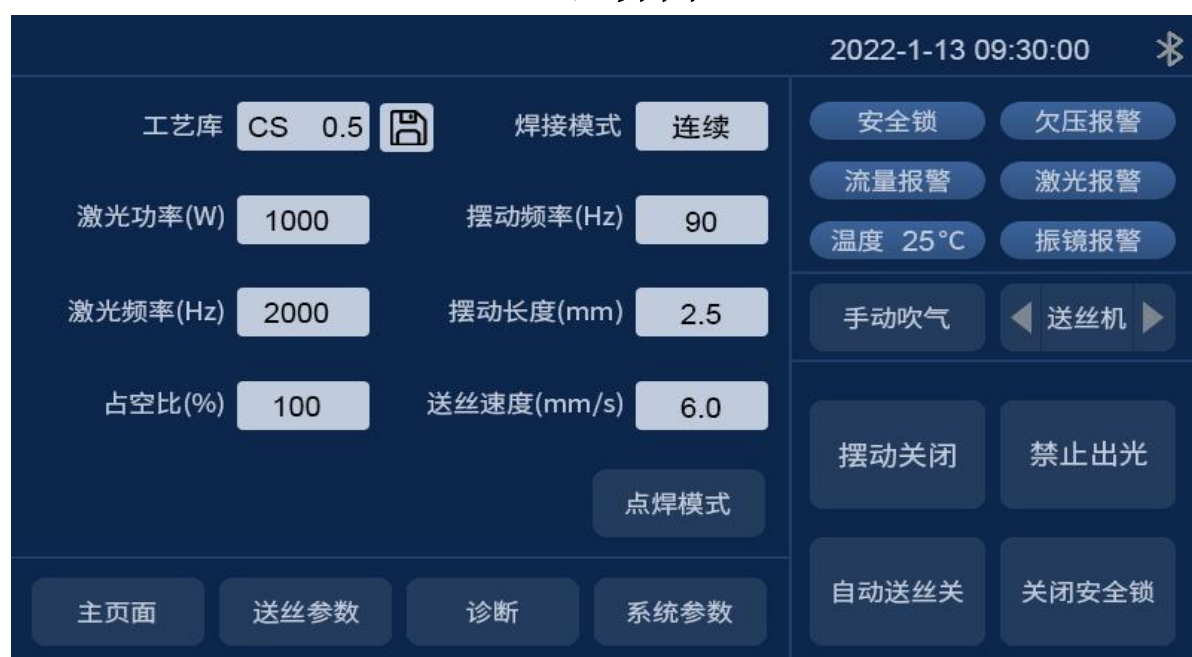 2022-1-13 09:30:00
工艺库 CS 0.5 焊接模式 连续
激光功率(W) 1000 摆动频率(Hz) 90
激光频率(Hz) 2000 摆动长度(mm) 2.5
占空比(%) 100 送丝速度(mm/s) 6.0
点焊模式
主页面 送丝参数 诊断 系统参数
安全锁 欠压报警
流量报警 激光报警
温度 25°C 振镜报警
手动吹气 送丝机
摆动关闭 禁止出光
自动送丝关 关闭安全锁